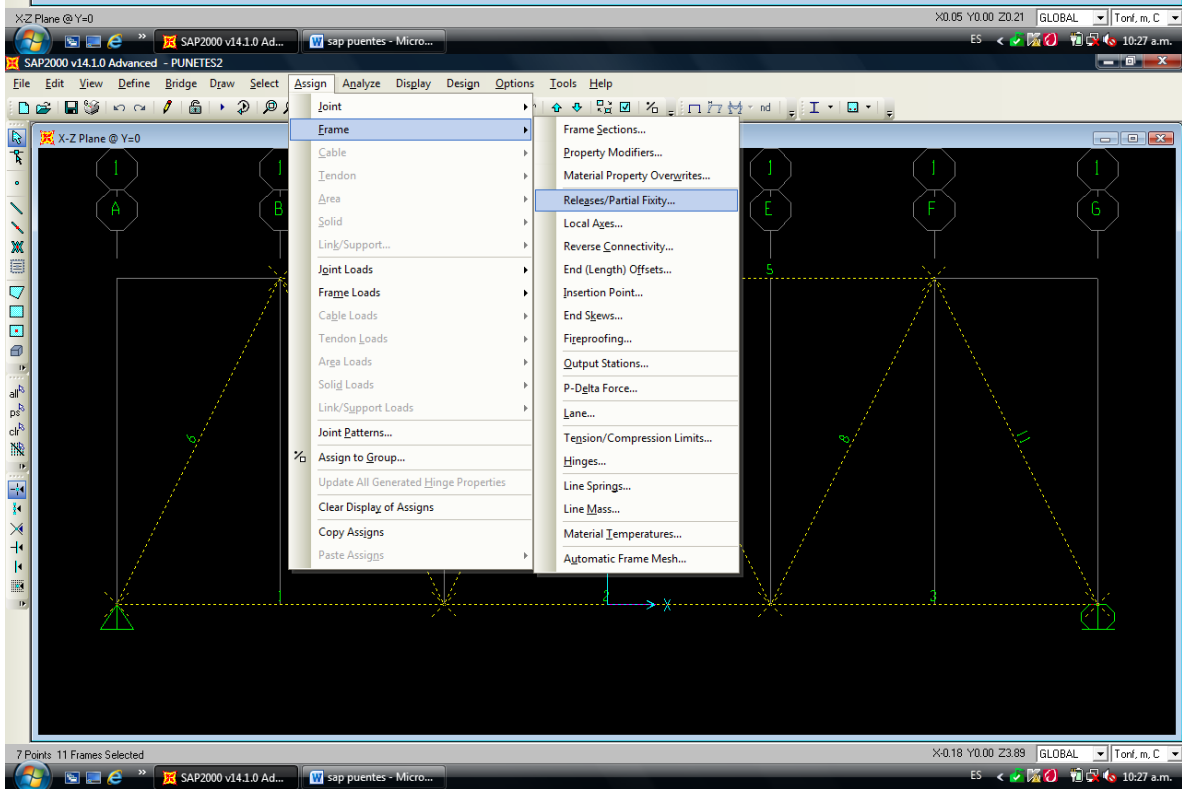 X-Z Plane @ Y=0
X0.05 Y0.00 Z0.21 GLOBAL Tonf, m, C
SAP2000 v14.1.0 Ad... sap puentes - Micro... ES 10:27 a.m.
SAP2000 v14.1.0 Advanced - PUNETES2
File Edit View Define Bridge Draw Select Assign Analyze Display Design Options Tools Help
nd
X-Z Plane @ Y=0
Joint
Frame
Cable
Tendon
Area
Solid
Link/Support...
Joint Loads
Frame Loads
Cable Loads
Tendon Loads
Area Loads
Solid Loads
Link/Support Loads
Joint Patterns...
Assign to Group...
Update All Generated Hinge Properties
Clear Display of Assigns
Copy Assigns
Paste Assigns
Frame Sections...
Property Modifiers...
Material Property Overwrites...
Releases/Partial Fixity...
Local Axes...
Reverse Connectivity...
End (Length) Offsets...
Insertion Point...
End Skews...
Fireproofing...
Output Stations...
P-Delta Force...
Lane...
Tension/Compression Limits...
Hinges...
Line Springs...
Line Mass...
Material Temperatures...
Automatic Frame Mesh...
1 1 1 1 1
A B E F G
5
6 8 11
1 2 X 3
all
ps
clr
7 Points 11 Frames Selected
X-0.18 Y0.00 Z3.89 GLOBAL Tonf, m, C
SAP2000 v14.1.0 Ad... sap puentes - Micro... ES 10:27 a.m.